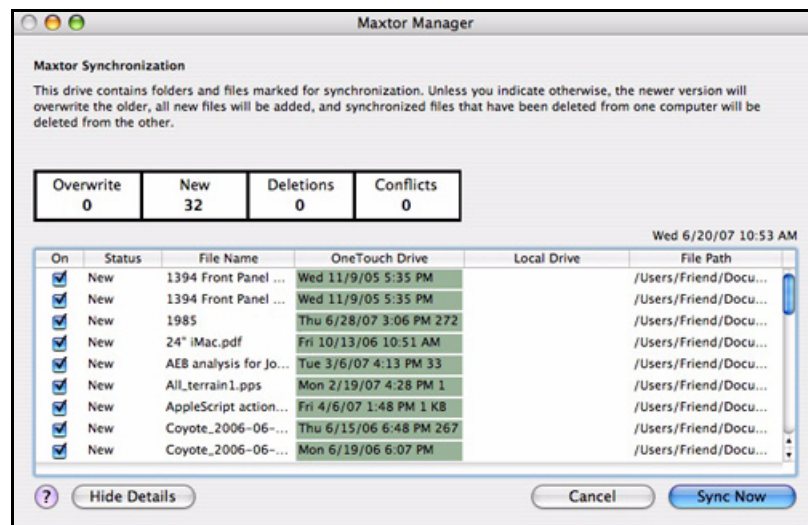 Maxtor Manager
Maxtor Synchronization
This drive contains folders and files marked for synchronization. Unless you indicate otherwise, the newer version will
overwrite the older, all new files will be added, and synchronized files that have been deleted from one computer will be
deleted from the other.
Overwrite New Deletions Conflicts
0 32 0 0
Wed 6/20/07 10:53 AM
On Status File Name OneTouch Drive Local Drive File Path
New 1394 Front Panel ... Wed 11/9/05 5:35 PM /Users/Friend/Docu...
New 1394 Front Panel ... Wed 11/9/05 5:35 PM /Users/Friend/Docu...
New 1985 Thu 6/28/07 3:06 PM 272 /Users/Friend/Docu...
New 24" iMac.pdf Fri 10/13/06 10:51 AM /Users/Friend/Docu...
New AEB analysis for Jo... Tue 3/6/07 4:13 PM 33 /Users/Friend/Docu...
New All_terrain1.pps Mon 2/19/07 4:28 PM 1 /Users/Friend/Docu...
New AppleScript action... Fri 4/6/07 1:48 PM 1 KB /Users/Friend/Docu...
New Coyote_2006-06-... Thu 6/15/06 6:48 PM 267 /Users/Friend/Docu...
New Coyote_2006-06-... Mon 6/19/06 6:07 PM /Users/Friend/Docu...
? Hide Details Cancel Sync Now